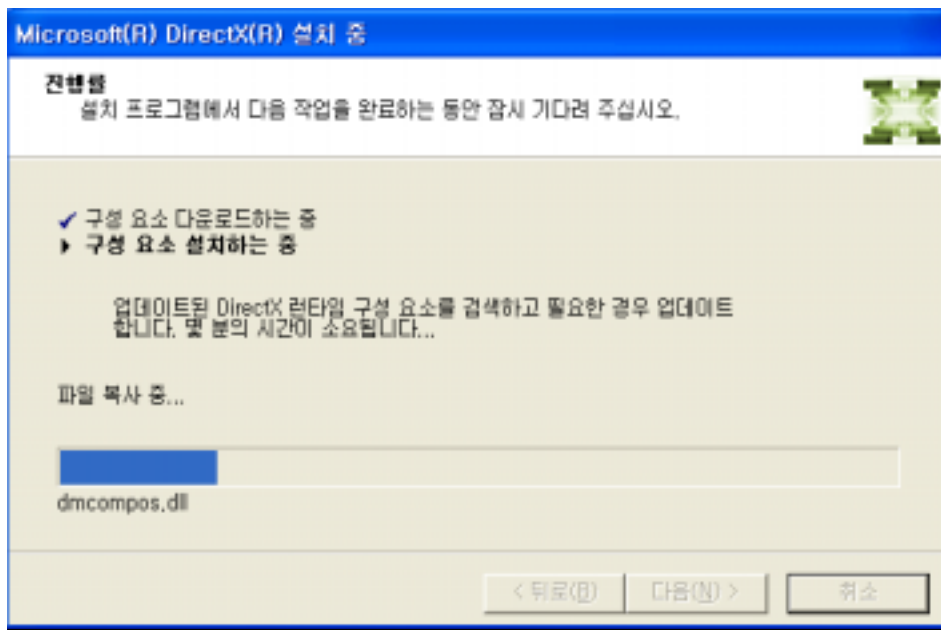 Microsoft(R) DirectX(R) 설치 중
진행률
설치 프로그램에서 다음 작업을 완료하는 동안 잠시 기다려 주십시오.
✓ 구성 요소 다운로드하는 중
▶ 구성 요소 설치하는 중
업데이트된 DirectX 런타임 구성 요소를 검색하고 필요한 경우 업데이트
합니다. 몇 분의 시간이 소요됩니다...
파일 복사 중...
dmcompos.dll
< 뒤로(B) 다음(N) > 취소